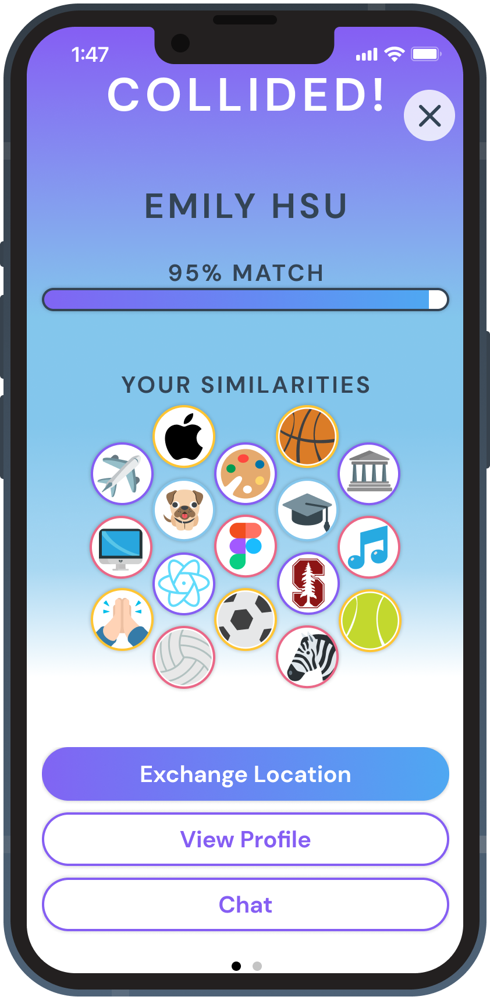 1:47
COLLIDED!
EMILY HSU
95% MATCH
YOUR SIMILARITIES
S
Exchange Location
View Profile
Chat